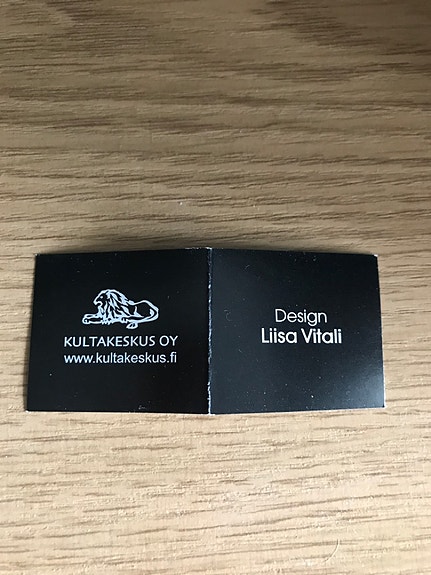 KULTAKESKUS OY
www.kultakeskus.fi
Design
Liisa Vitali